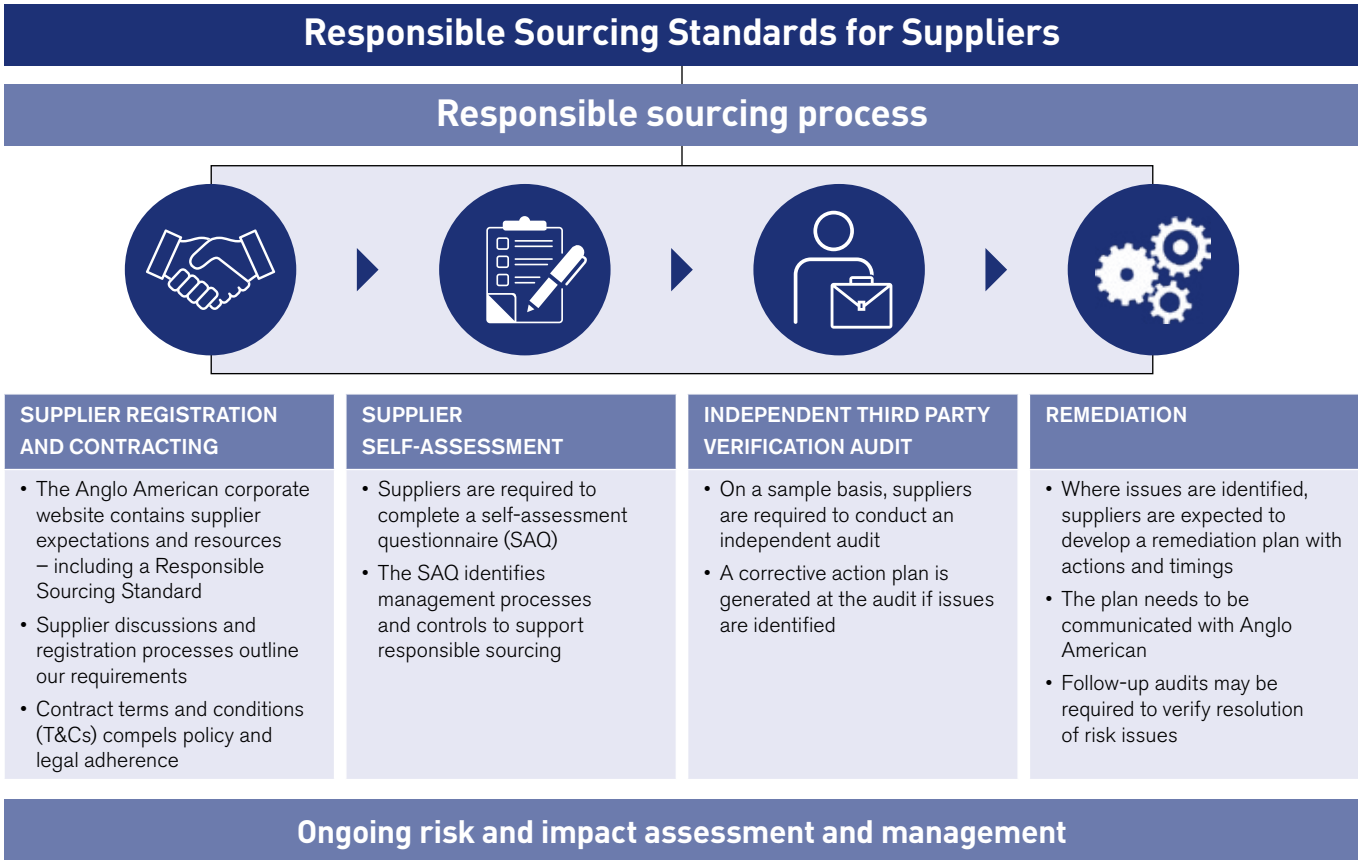 Responsible Sourcing Standards for Suppliers
Responsible sourcing process
SUPPLIER REGISTRATION
AND CONTRACTING
• The Anglo American corporate
website contains supplier
expectations and resources
– including a Responsible
Sourcing Standard
• Supplier discussions and
registration processes outline
our requirements
• Contract terms and conditions
(T&Cs) compels policy and
legal adherence
SUPPLIER
SELF-ASSESSMENT
• Suppliers are required to
complete a self-assessment
questionnaire (SAQ)
• The SAQ identifies
management processes
and controls to support
responsible sourcing
INDEPENDENT THIRD PARTY
VERIFICATION AUDIT
• On a sample basis, suppliers
are required to conduct an
independent audit
• A corrective action plan is
generated at the audit if issues
are identified
REMEDIATION
• Where issues are identified,
suppliers are expected to
develop a remediation plan with
actions and timings
• The plan needs to be
communicated with Anglo
American
• Follow-up audits may be
required to verify resolution
of risk issues
Ongoing risk and impact assessment and management